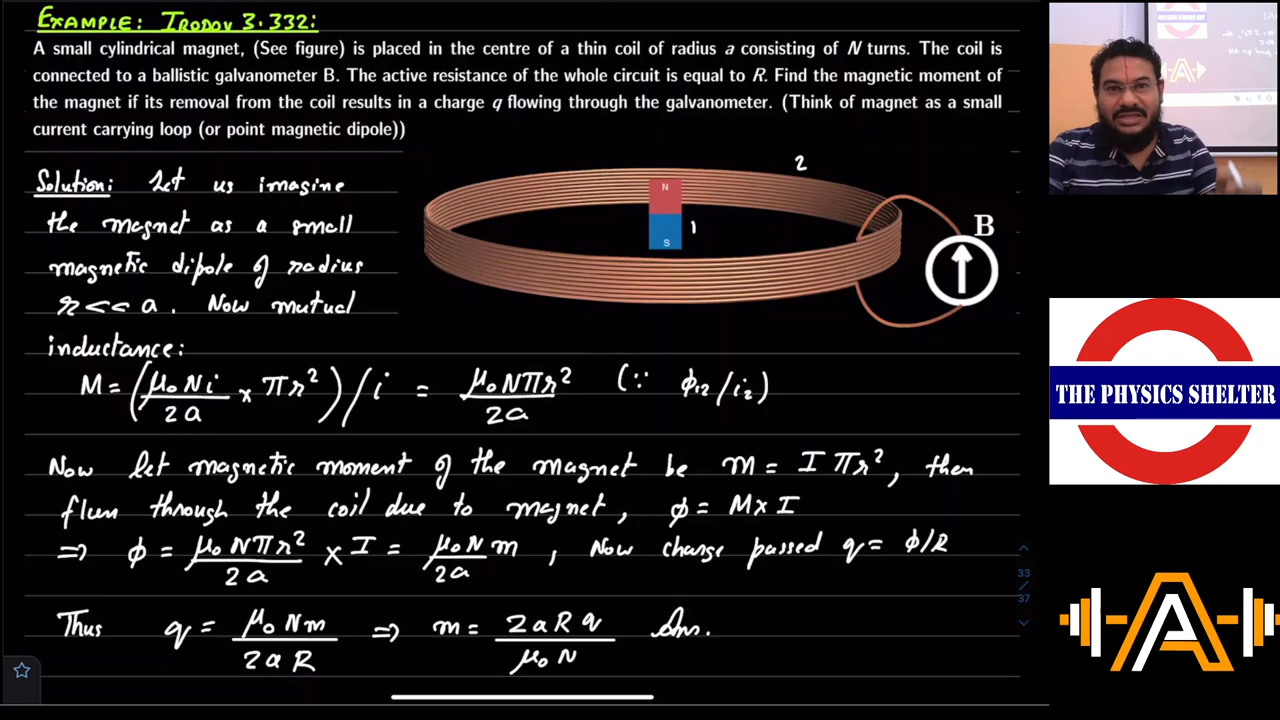 EXAMPLE: IRODOV 3.332:
A small cylindrical magnet, (See figure) is placed in the centre of a thin coil of radius a consisting of N turns. The coil is
connected to a ballistic galvanometer B. The active resistance of the whole circuit is equal to R. Find the magnetic moment of
the magnet if its removal from the coil results in a charge q flowing through the galvanometer. (Think of magnet as a small
current carrying loop (or point magnetic dipole))
Solution: Let us imagine
the magnet as a small
magnetic dipole of radius
r << a. Now mutual
inductance:
2
N
S
1
B
M = (μ₀Ni/2a × πr²)/i = μ₀Nπr²/2a (∵ ϕ₁₂/i₂)
Now let magnetic moment of the magnet be m = Iπr², then
flux through the coil due to magnet, ϕ = M×I
⇒ ϕ = μ₀Nπr²/2a × I = μ₀N/2a m, Now charge passed q = ϕ/R
Thus q = μ₀Nm/2aR ⇒ m = 2aRq/μ₀N Ans.
33
/
37
THE PHYSICS SHELTER
A